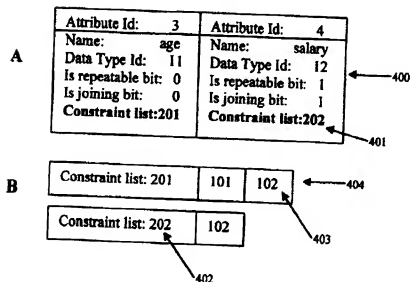 A
Attribute Id: 3
Name: age
Data Type Id: 11
Is repeatable bit: 0
Is joining bit: 0
Constraint list:201
Attribute Id: 4
Name: salary
Data Type Id: 12
Is repeatable bit: 1
Is joining bit: 1
Constraint list:202
400
401
B
Constraint list: 201 101 102
404
403
Constraint list: 202 102
402